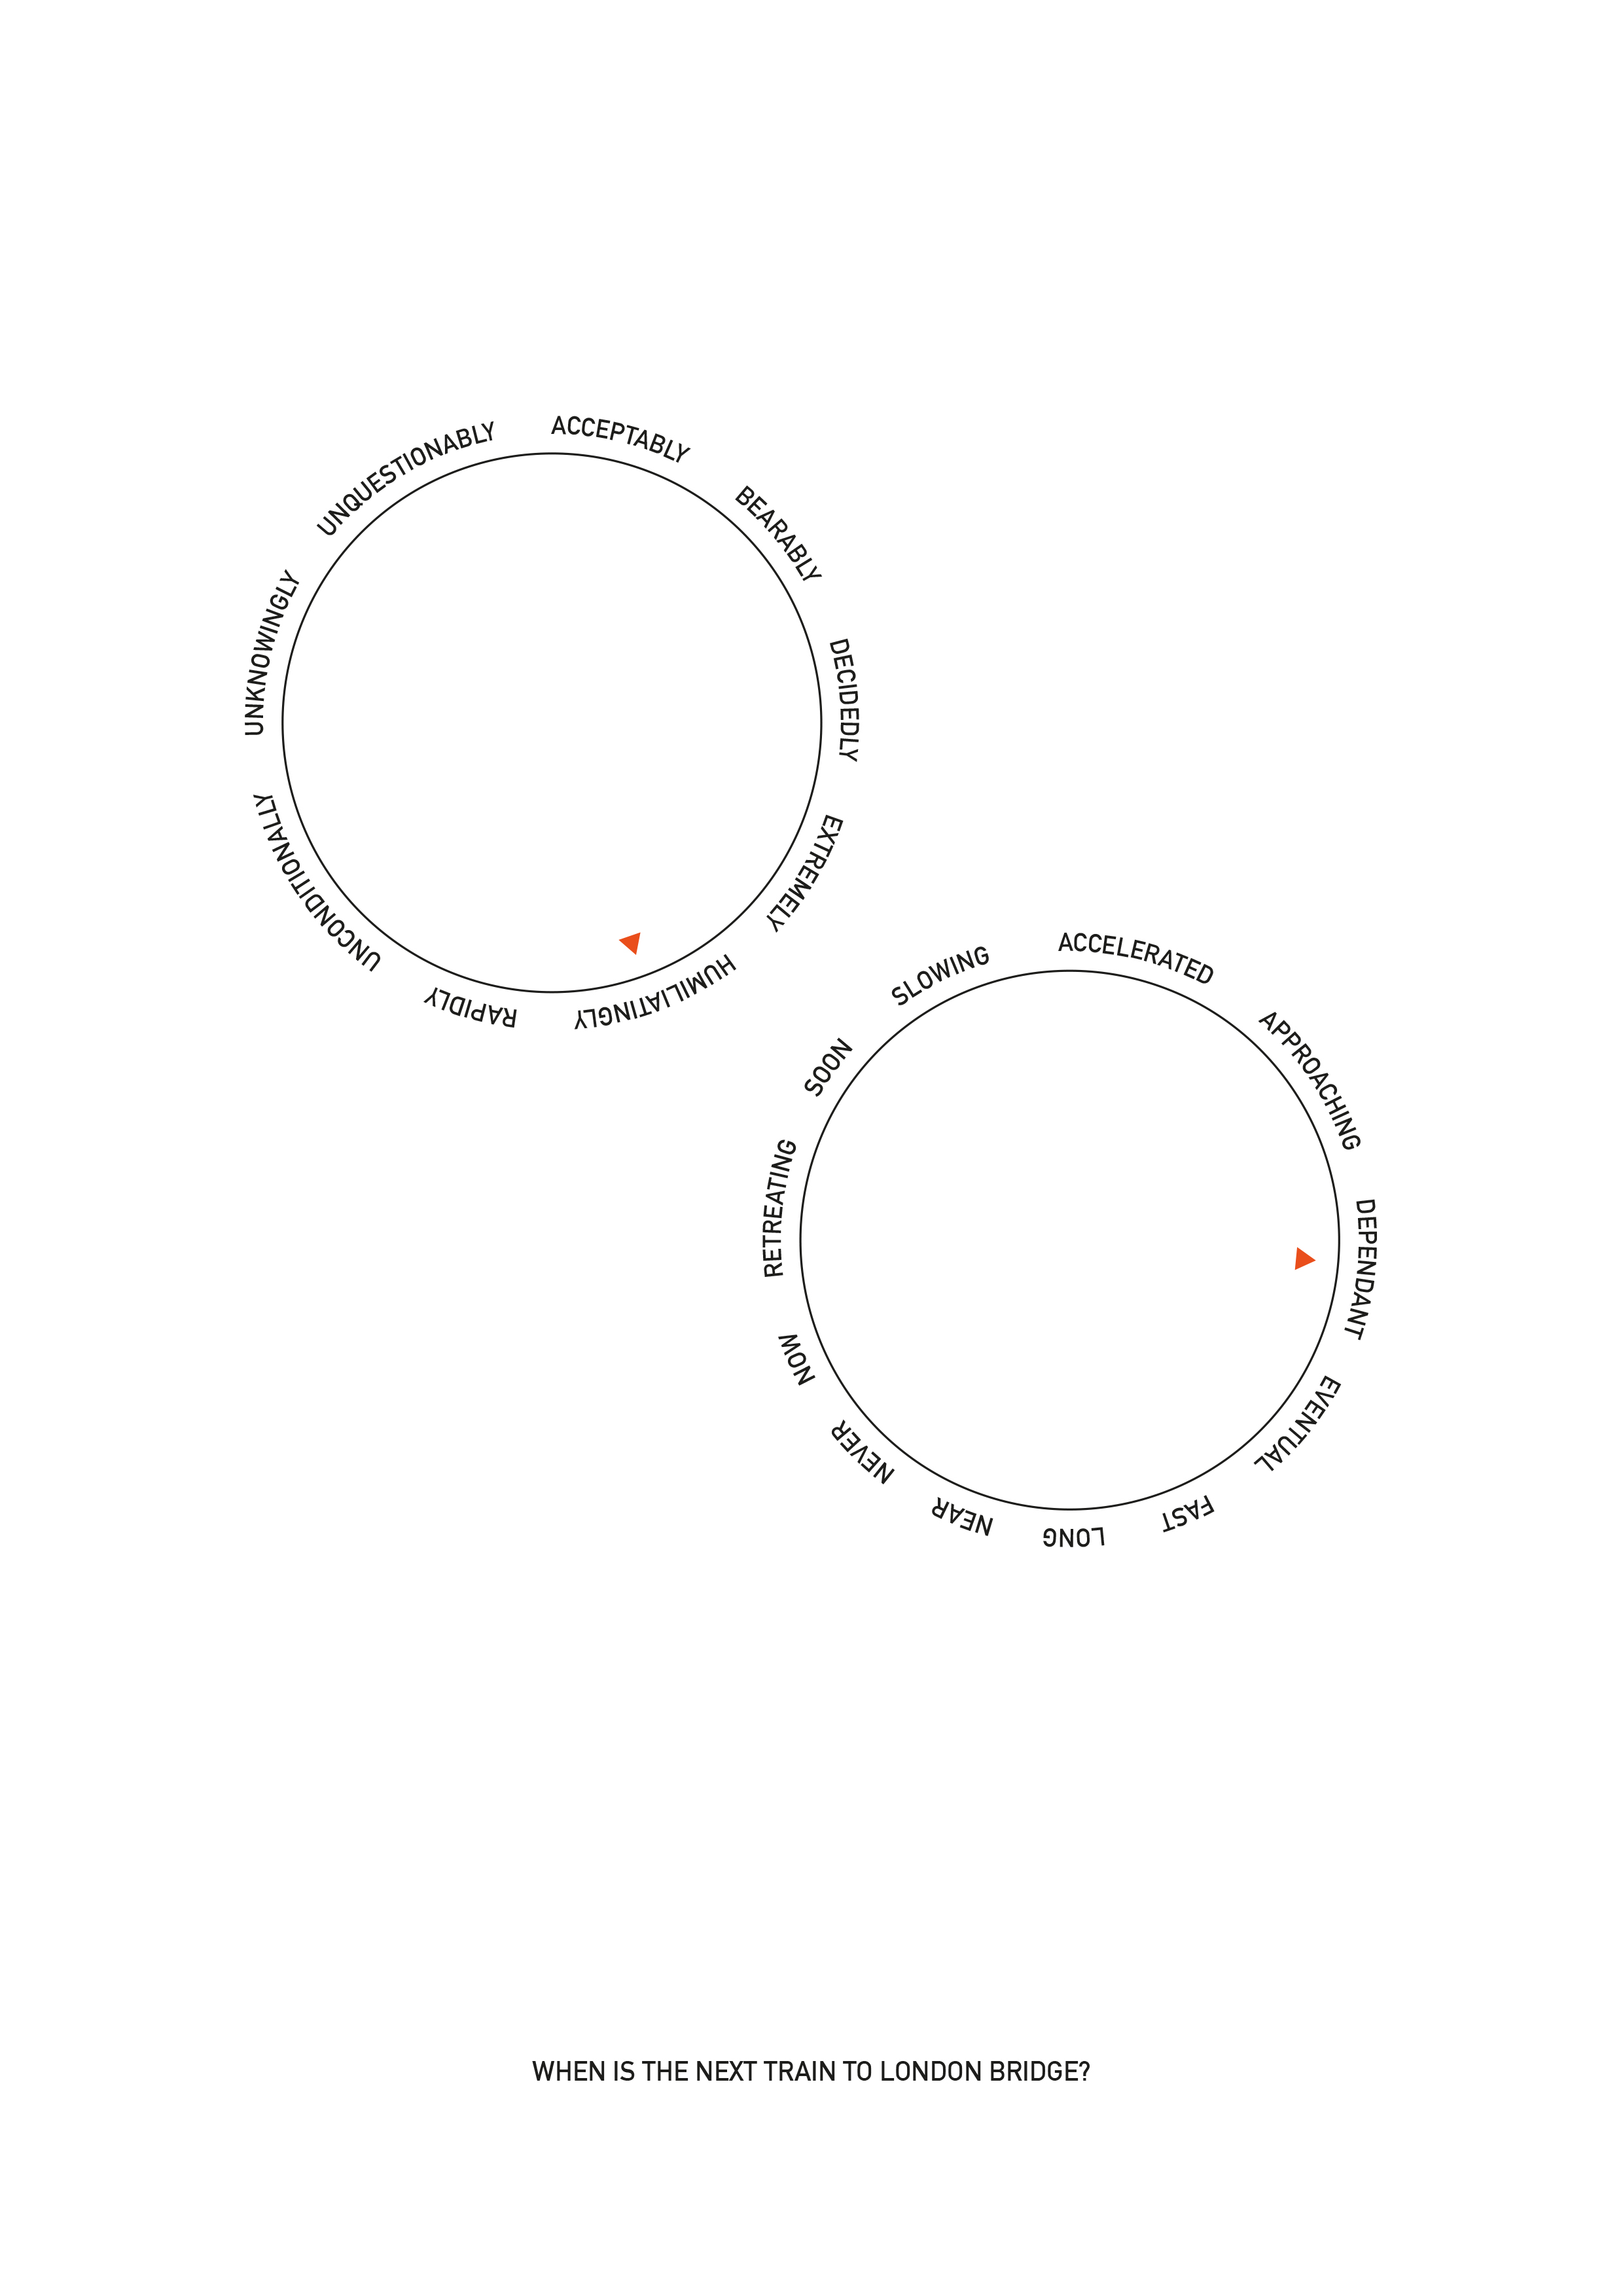 ACCEPTABLY
BEARABLY
DECIDEDLY
EXTREMELY
HUMILIATINGLY
RAPIDLY
UNCONDITIONALLY
UNKNOWINGLY
UNQUESTIONABLY
ACCELERATED
APPROACHING
DEPENDANT
EVENTUAL
FAST
LONG
NEAR
NEVER
NOW
RETREATING
SOON
SLOWING
WHEN IS THE NEXT TRAIN TO LONDON BRIDGE?